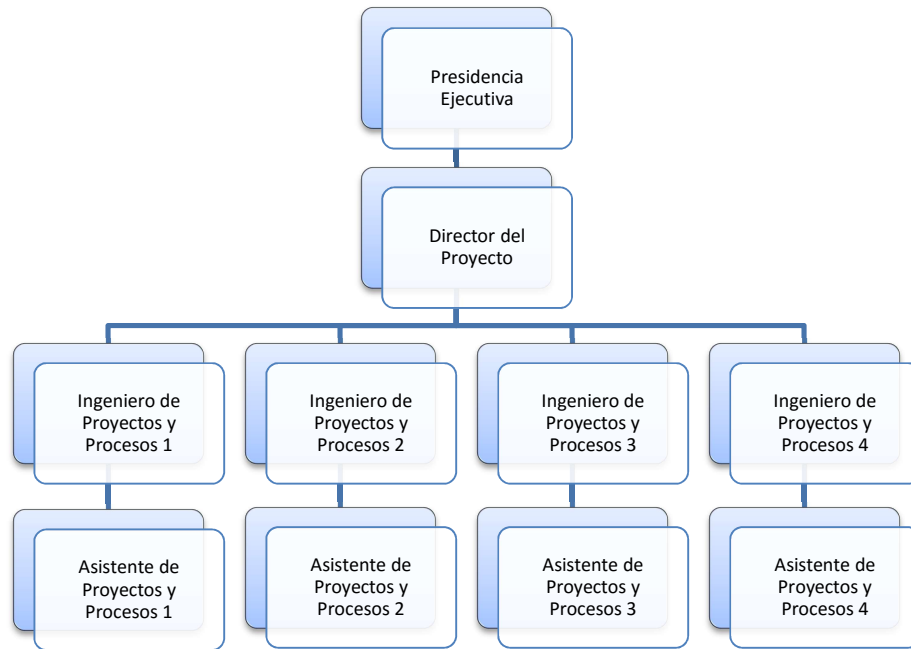 Presidencia
Ejecutiva
Director del
Proyecto
Ingeniero de
Proyectos y
Procesos 1
Ingeniero de
Proyectos y
Procesos 2
Ingeniero de
Proyectos y
Procesos 3
Ingeniero de
Proyectos y
Procesos 4
Asistente de
Proyectos y
Procesos 1
Asistente de
Proyectos y
Procesos 2
Asistente de
Proyectos y
Procesos 3
Asistente de
Proyectos y
Procesos 4